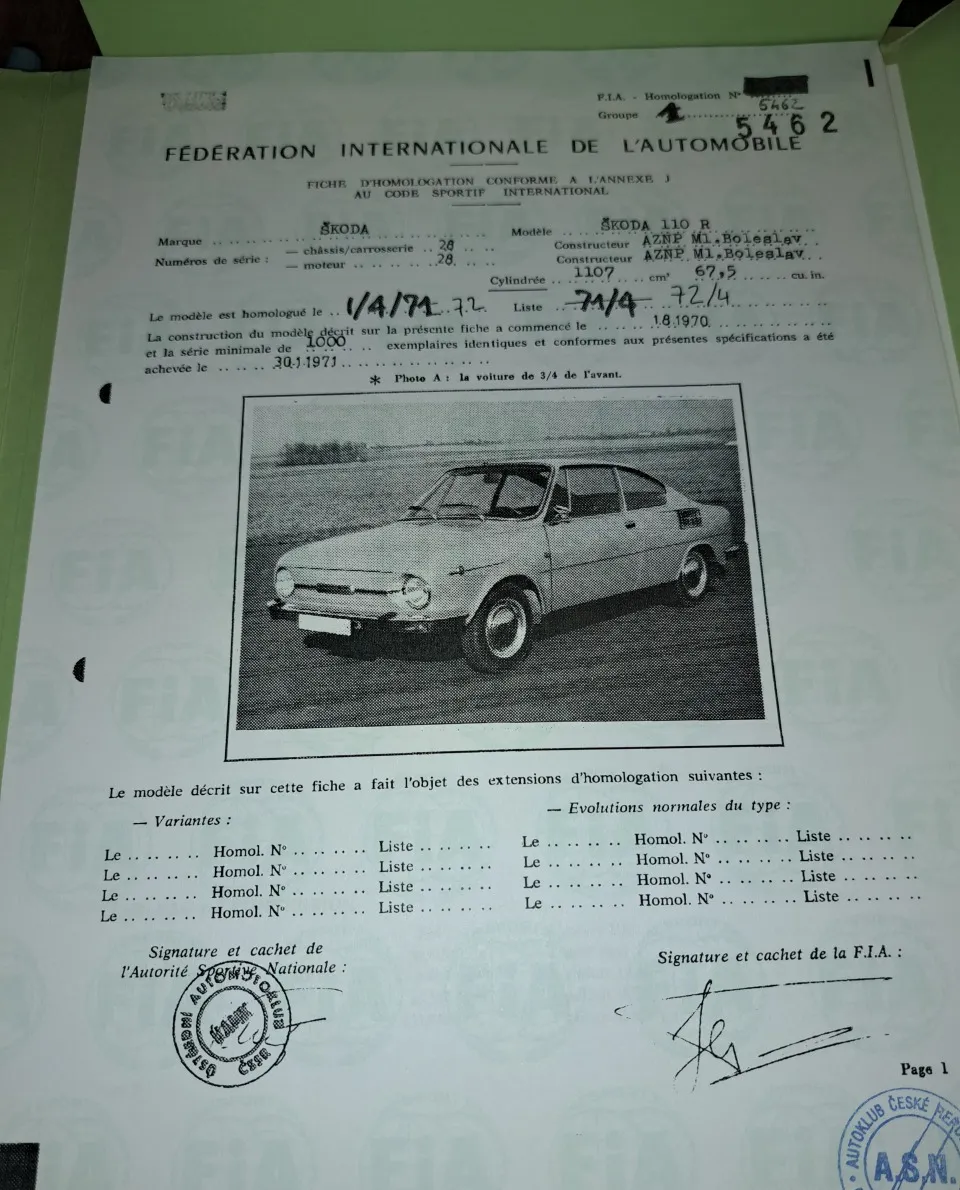 F.I.A. - Homologation N°
5462
Groupe 1
5462
FÉDÉRATION INTERNATIONALE DE L'AUTOMOBILE
FICHE D'HOMOLOGATION CONFORME A L'ANNEXE J
AU CODE SPORTIF INTERNATIONAL
Marque ŠKODA Modèle ŠKODA 110 R
Numéros de série : — châssis/carrosserie 28 Constructeur AZNP Ml.Boleslav
— moteur 28. Constructeur AZNP Ml.Boleslav
Cylindrée 1107 cm³ 67,5 cu. in.
Le modèle est homologué le 1/4/71 72 Liste 71/4 72/4
La construction du modèle décrit sur la présente fiche a commencé le 1.8.1970.
et la série minimale de 1000 exemplaires identiques et conformes aux présentes spécifications a été
achevée le 30.1.1971
* Photo A : la voiture de 3/4 de l'avant.
Le modèle décrit sur cette fiche a fait l'objet des extensions d'homologation suivantes :
— Variantes : — Evolutions normales du type :
Le Homol. N° Liste Le Homol. N° Liste
Le Homol. N° Liste Le Homol. N° Liste
Le Homol. N° Liste Le Homol. N° Liste
Le Homol. N° Liste Le Homol. N° Liste
Signature et cachet de
l'Autorité Sportive Nationale :
Signature et cachet de la F.I.A. :
ÚSTŘEDNÍ AUTOMOTOKLUB ČSSR
Page 1
AUTOKLUB ČESKÉ
A.S.N.
FIA